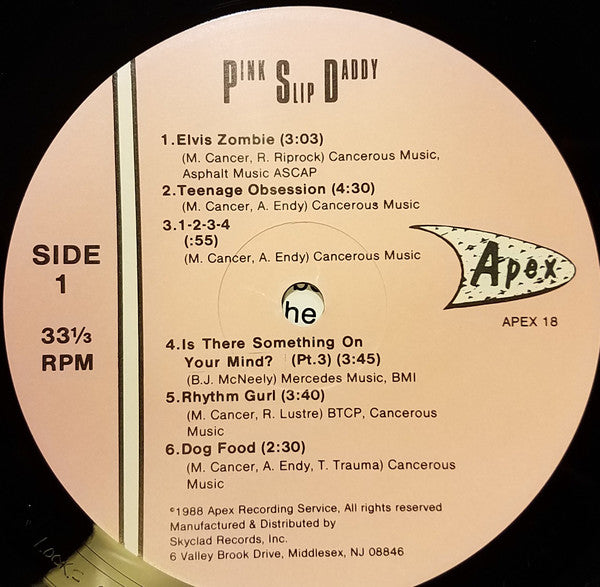 PINK SLIP DADDY
1.Elvis Zombie (3:03)
(M. Cancer, R. Riprock) Cancerous Music,
Asphalt Music ASCAP
2.Teenage Obsession (4:30)
(M. Cancer, A. Endy) Cancerous Music
3.1-2-3-4
(:55)
(M. Cancer, A. Endy) Cancerous Music
SIDE
1
33⅓
RPM
Apex
APEX 18
he
4.Is There Something On
Your Mind? (Pt.3) (3:45)
(B.J. McNeely) Mercedes Music, BMI
5.Rhythm Gurl (3:40)
(M. Cancer, R. Lustre) BTCP, Cancerous
Music
6.Dog Food (2:30)
(M. Cancer, A. Endy, T. Trauma) Cancerous
Music
©1988 Apex Recording Service, All rights reserved
Manufactured & Distributed by
Skyclad Records, Inc.
6 Valley Brook Drive, Middlesex, NJ 08846